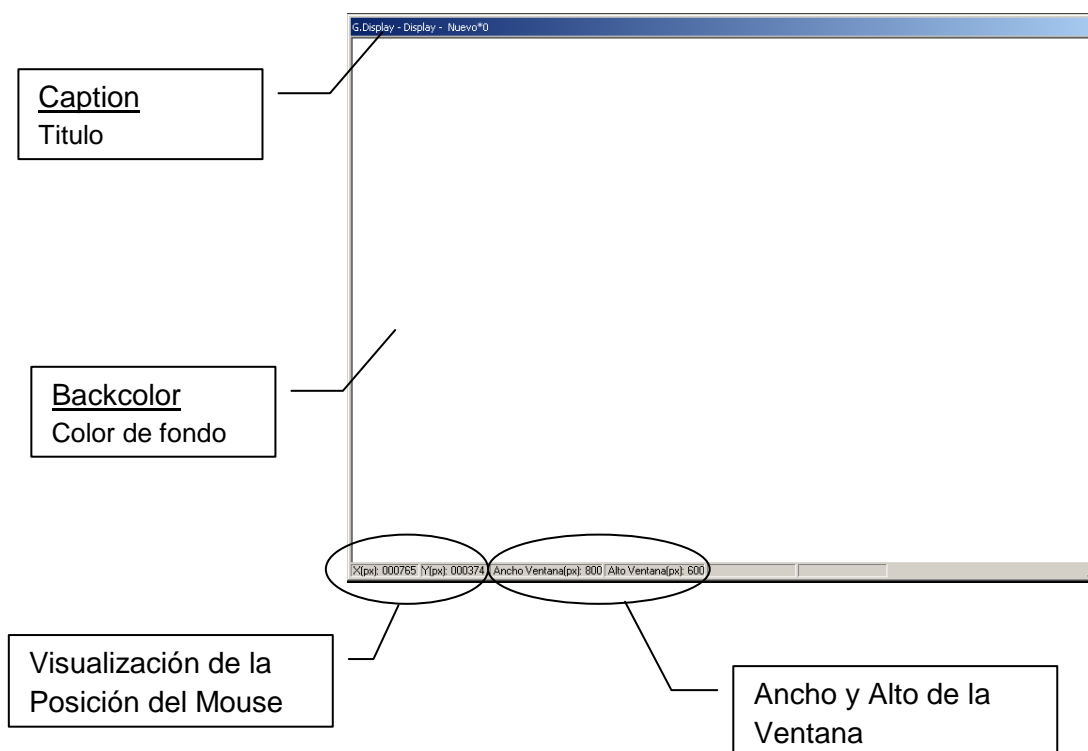 G.Display - Display - Nuevo*0
Caption
Titulo
Backcolor
Color de fondo
X(px): 000765 Y(px): 000374 Ancho Ventana(px): 800 Alto Ventana(px): 600
Visualización de la
Posición del Mouse
Ancho y Alto de la
Ventana